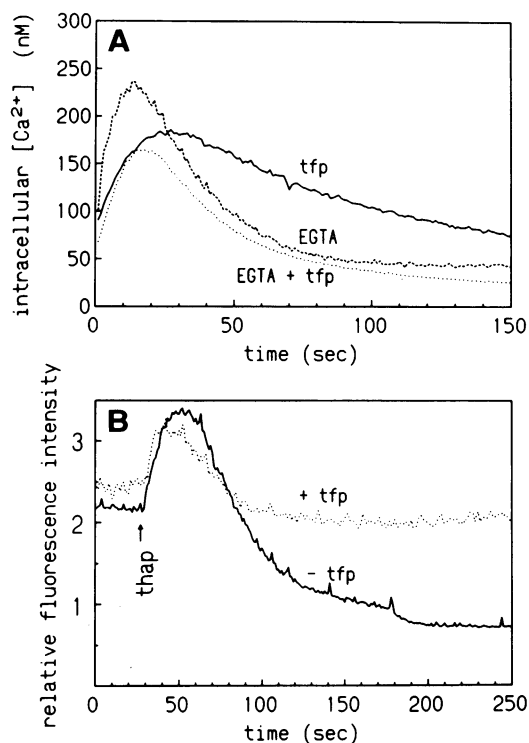 A
intracellular [Ca²⁺] (nM)
300
250
200
150
100
50
0
tfp
EGTA
EGTA + tfp
0 50 100 150
time (sec)
B
relative fluorescence intensity
3
2
1
thap
+ tfp
- tfp
0 50 100 150 200 250
time (sec)